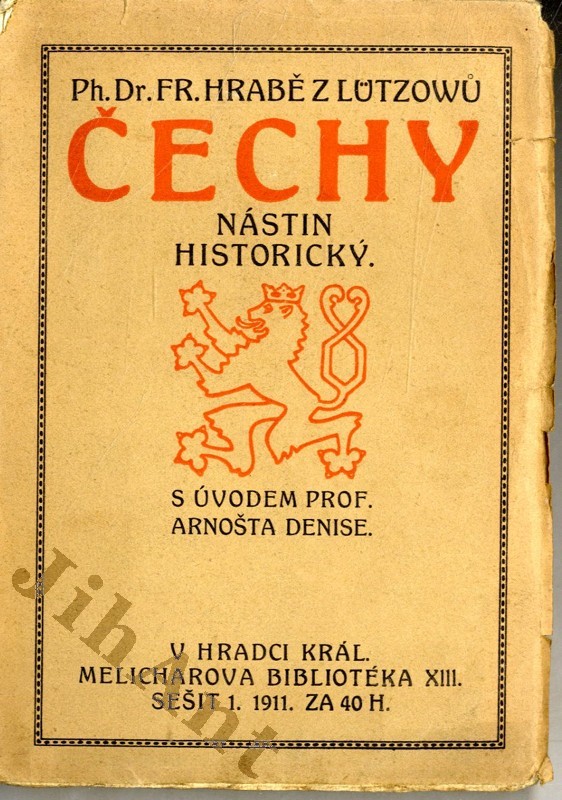 Ph. Dr. FR. HRABĚ Z LÜTZOWŮ
ČECHY
NÁSTIN
HISTORICKÝ.
S ÚVODEM PROF.
ARNOŠTA DENISE.
V HRADCI KRÁL.
MELICHAROVA BIBLIOTÉKA XIII.
SEŠIT 1. 1911. ZA 40 H.
JihAnt